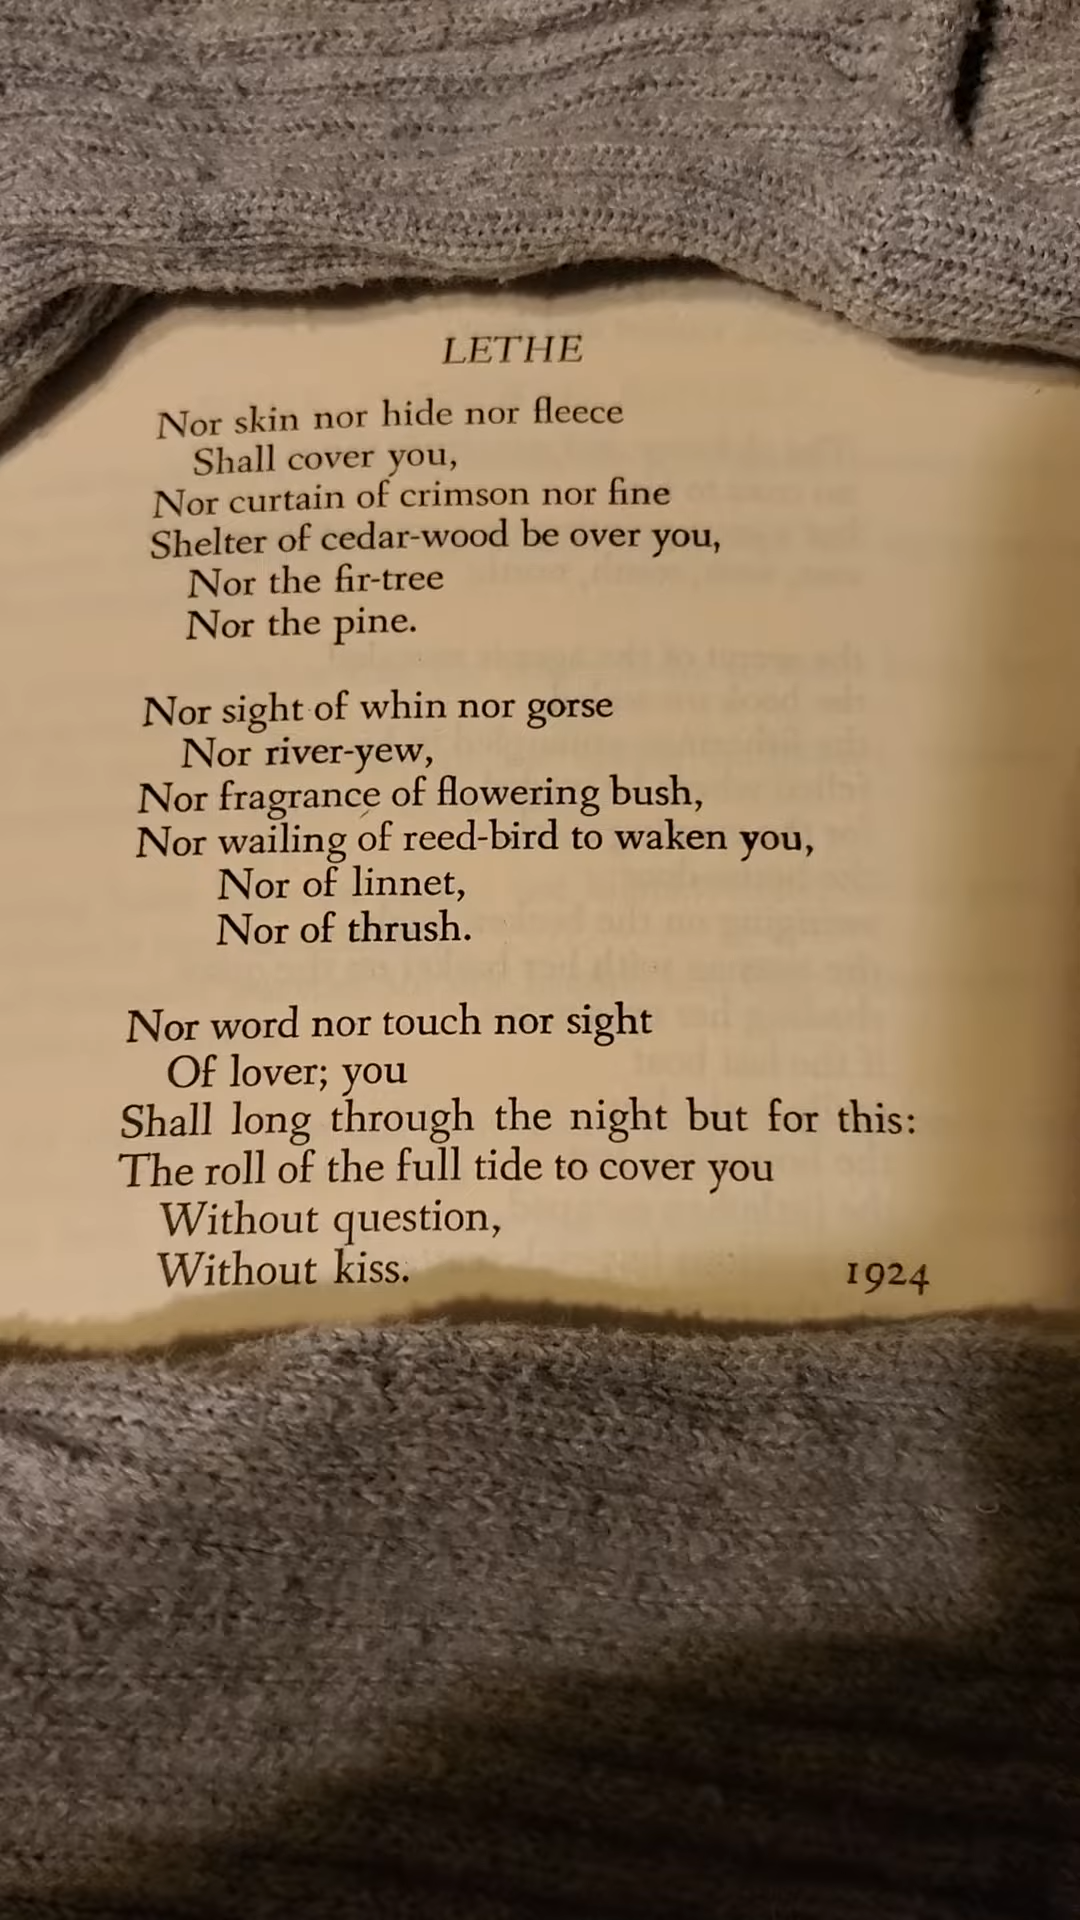 LETHE
Nor skin nor hide nor fleece
Shall cover you,
Nor curtain of crimson nor fine
Shelter of cedar-wood be over you,
Nor the fir-tree
Nor the pine.
Nor sight of whin nor gorse
Nor river-yew,
Nor fragrance of flowering bush,
Nor wailing of reed-bird to waken you,
Nor of linnet,
Nor of thrush.
Nor word nor touch nor sight
Of lover; you
Shall long through the night but for this:
The roll of the full tide to cover you
Without question,
Without kiss.
1924